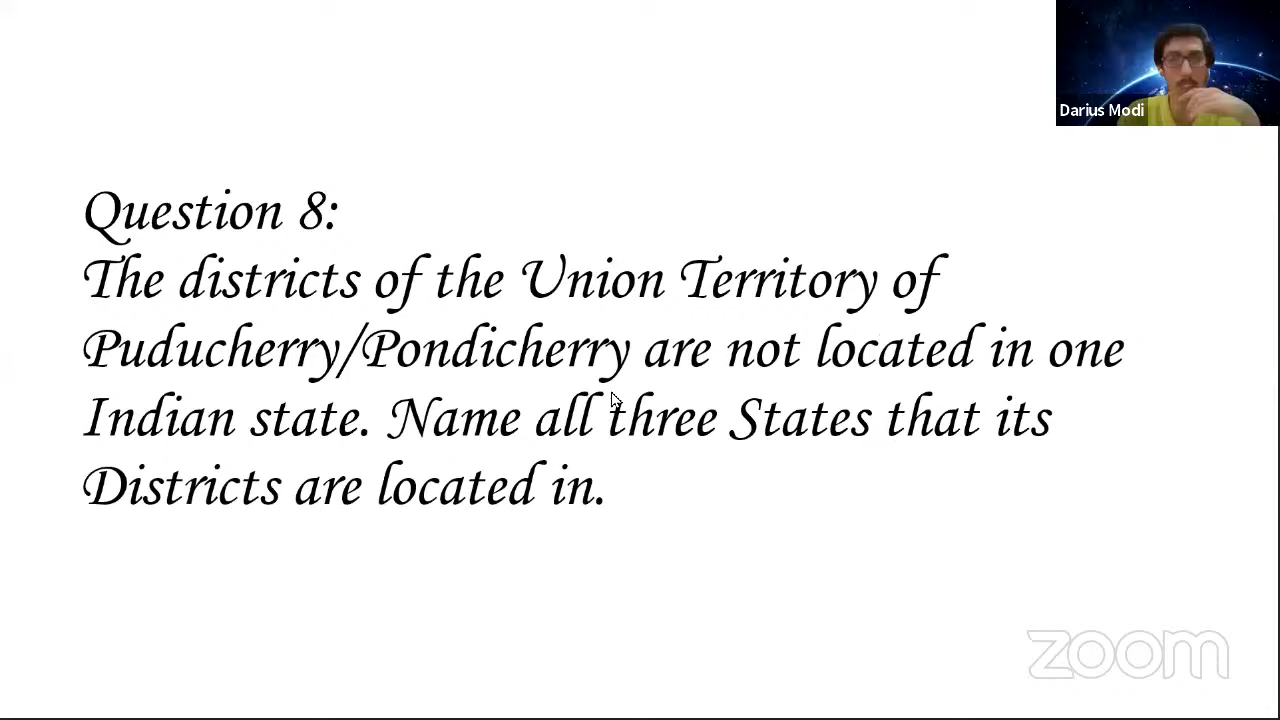 Darius Modi
Question 8:
The districts of the Union Territory of
Puducherry/Pondicherry are not located in one
Indian state. Name all three States that its
Districts are located in.
zoom